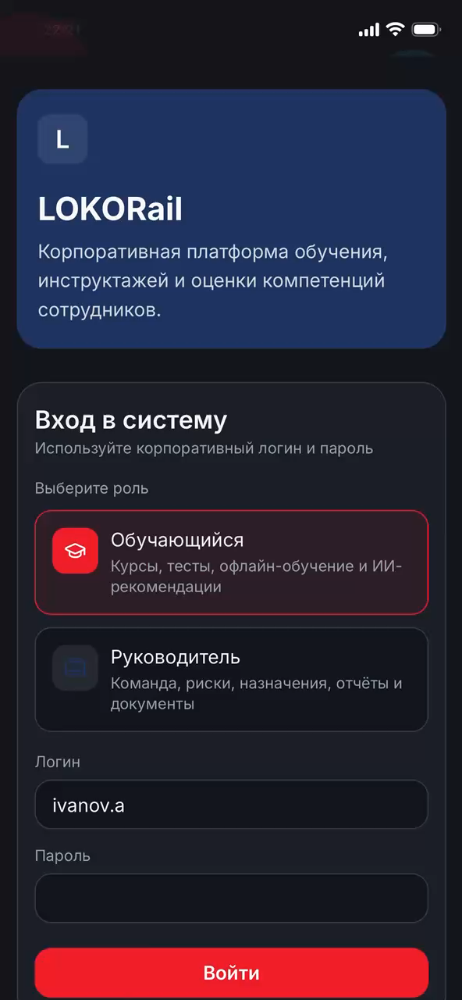 L
LOKORail
Корпоративная платформа обучения,
инструктажей и оценки компетенций
сотрудников.
Вход в систему
Используйте корпоративный логин и пароль
Выберите роль
Обучающийся
Курсы, тесты, офлайн-обучение и ИИ-
рекомендации
Руководитель
Команда, риски, назначения, отчёты и
документы
Логин
ivanov.a
Пароль
Войти